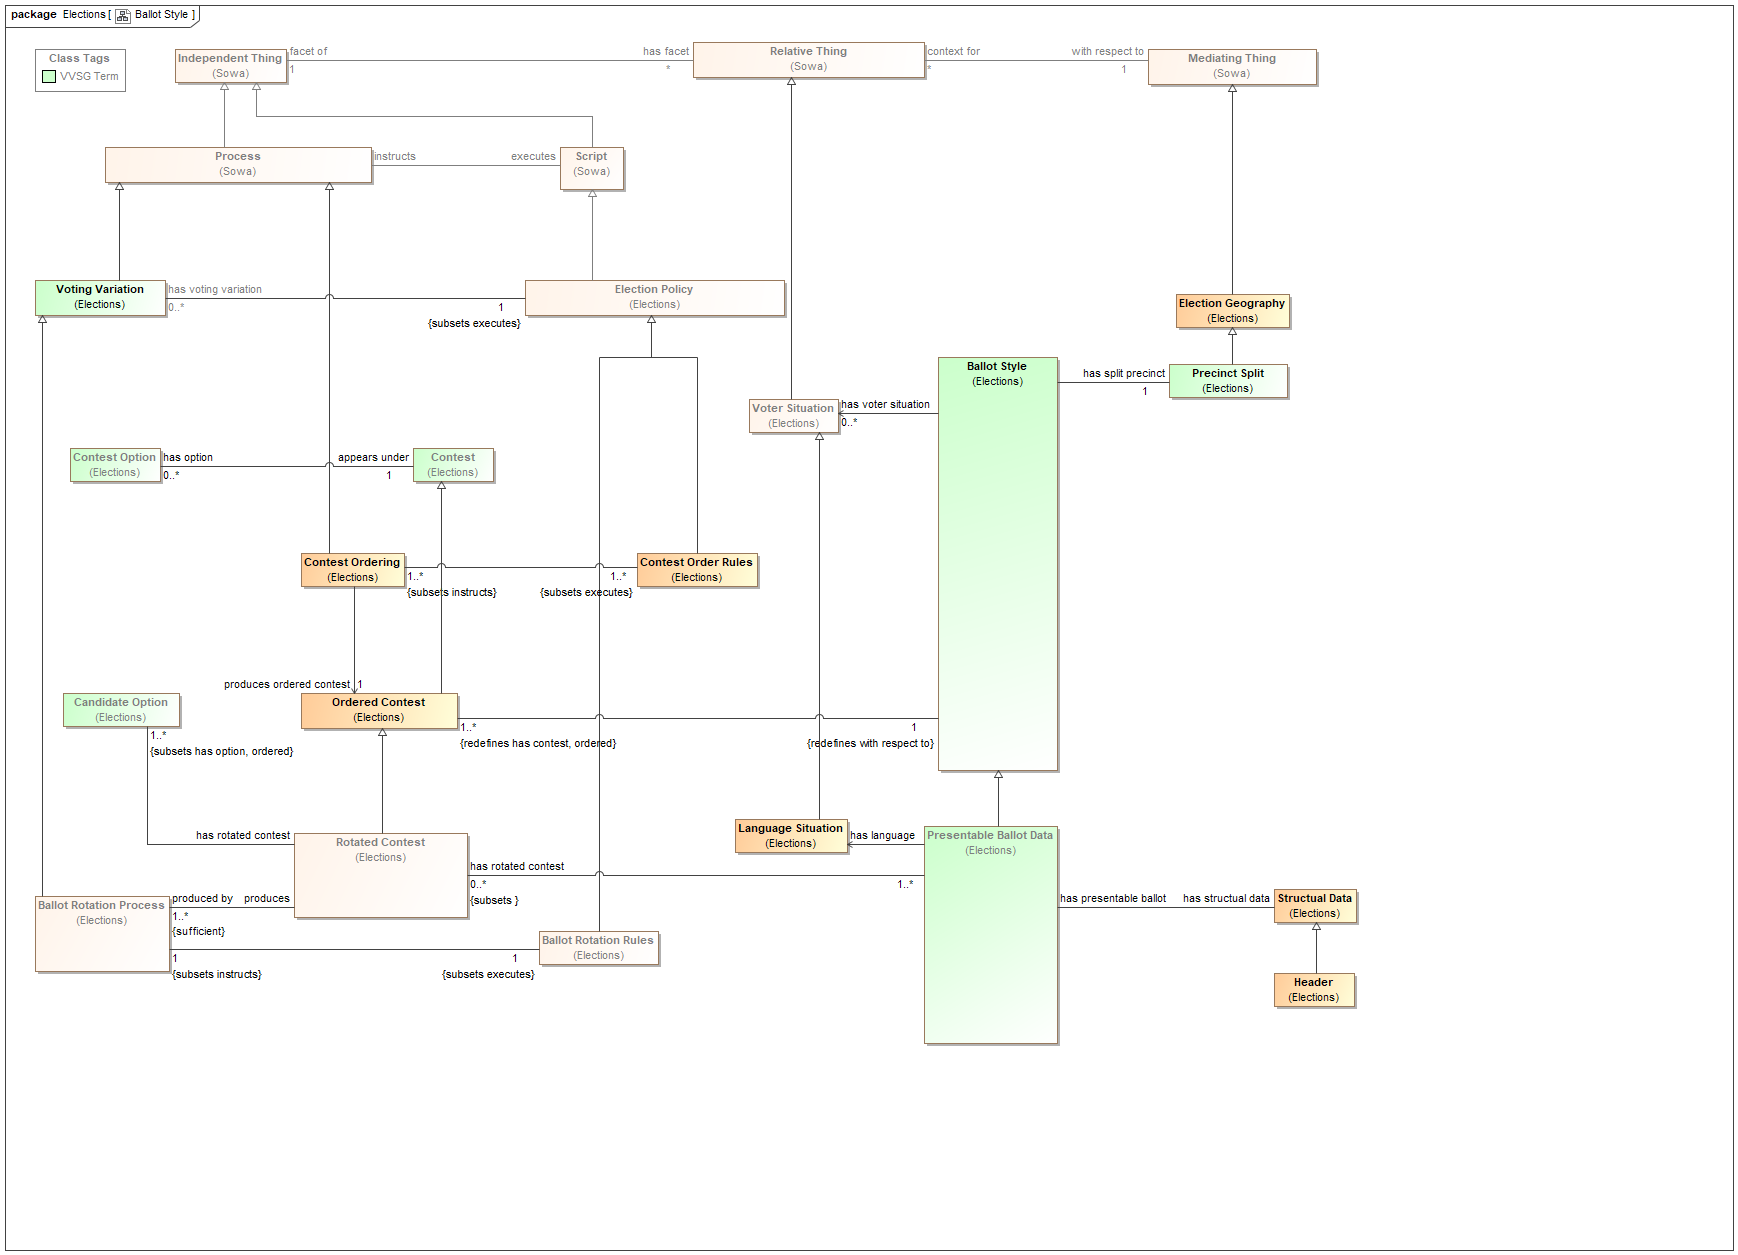 package Elections [ Ballot Style ]
Class Tags
VVSG Term
Independent Thing
(Sowa)
facet of
1
has facet
*
Relative Thing
(Sowa)
context for
*
with respect to
1
Mediating Thing
(Sowa)
Process
(Sowa)
instructs
executes
Script
(Sowa)
Voting Variation
(Elections)
has voting variation
0..*
1
{subsets executes}
Election Policy
(Elections)
Election Geography
(Elections)
Ballot Style
(Elections)
has split precinct
1
Precinct Split
(Elections)
Voter Situation
(Elections)
has voter situation
0..*
Contest Option
(Elections)
has option
0..*
appears under
1
Contest
(Elections)
Contest Ordering
(Elections)
1..*
{subsets instructs}
1..*
{subsets executes}
Contest Order Rules
(Elections)
produces ordered contest
1
Candidate Option
(Elections)
1..*
{subsets has option, ordered}
Ordered Contest
(Elections)
1..*
{redefines has contest, ordered}
1
{redefines with respect to}
has rotated contest
Rotated Contest
(Elections)
Language Situation
(Elections)
has language
Presentable Ballot Data
(Elections)
has rotated contest
0..*
{subsets }
1..*
Ballot Rotation Process
(Elections)
produced by
1..*
{sufficient}
produces
1
{subsets instructs}
1
{subsets executes}
Ballot Rotation Rules
(Elections)
has presentable ballot
has structual data
Structual Data
(Elections)
Header
(Elections)